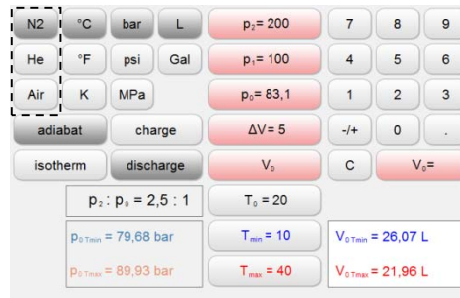 N2 °C bar L p₂= 200 7 8 9
He °F psi Gal p₁= 100 4 5 6
Air K MPa p₀= 83,1 1 2 3
adiabat charge ΔV= 5 -/+ 0 .
isotherm discharge V₀ C V₀=
p₂ : p₀ = 2,5 : 1 T₀ = 20
p₀ Tmin = 79,68 bar Tmin = 10 V₀ Tmin = 26,07 L
p₀ Tmax = 89,93 bar Tmax = 40 V₀ Tmax = 21,96 L